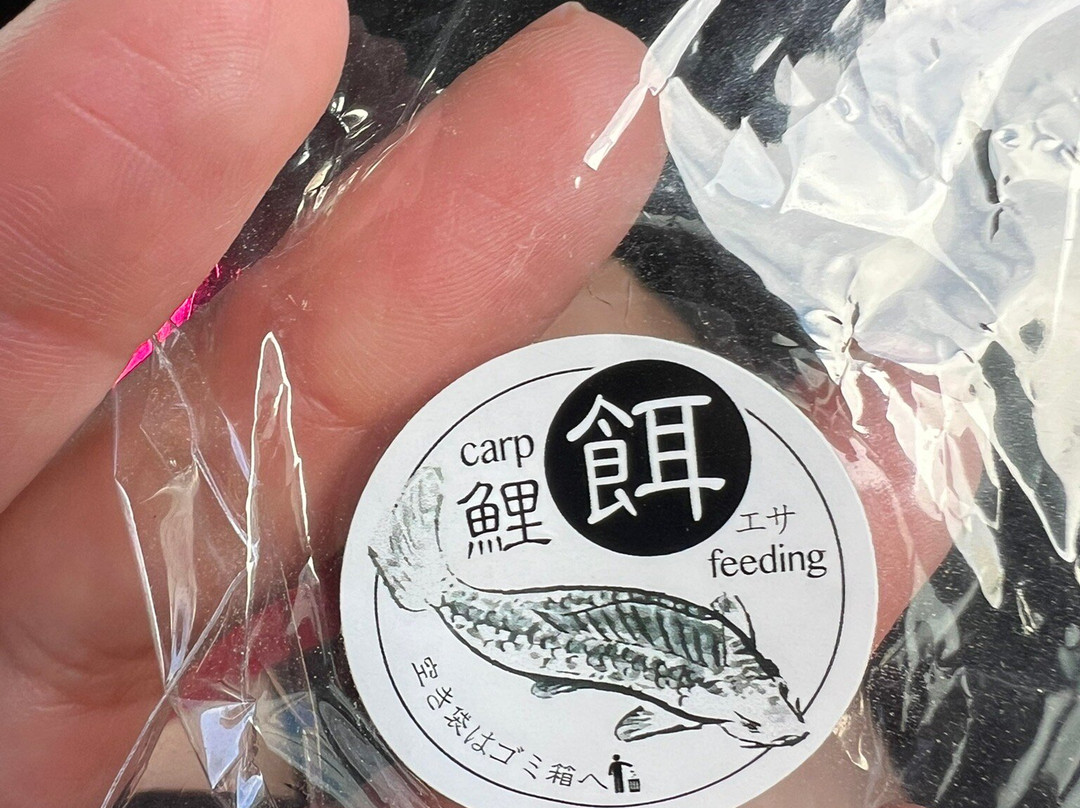 carp
鯉
餌
エサ
feeding
空き袋はゴミ箱へ